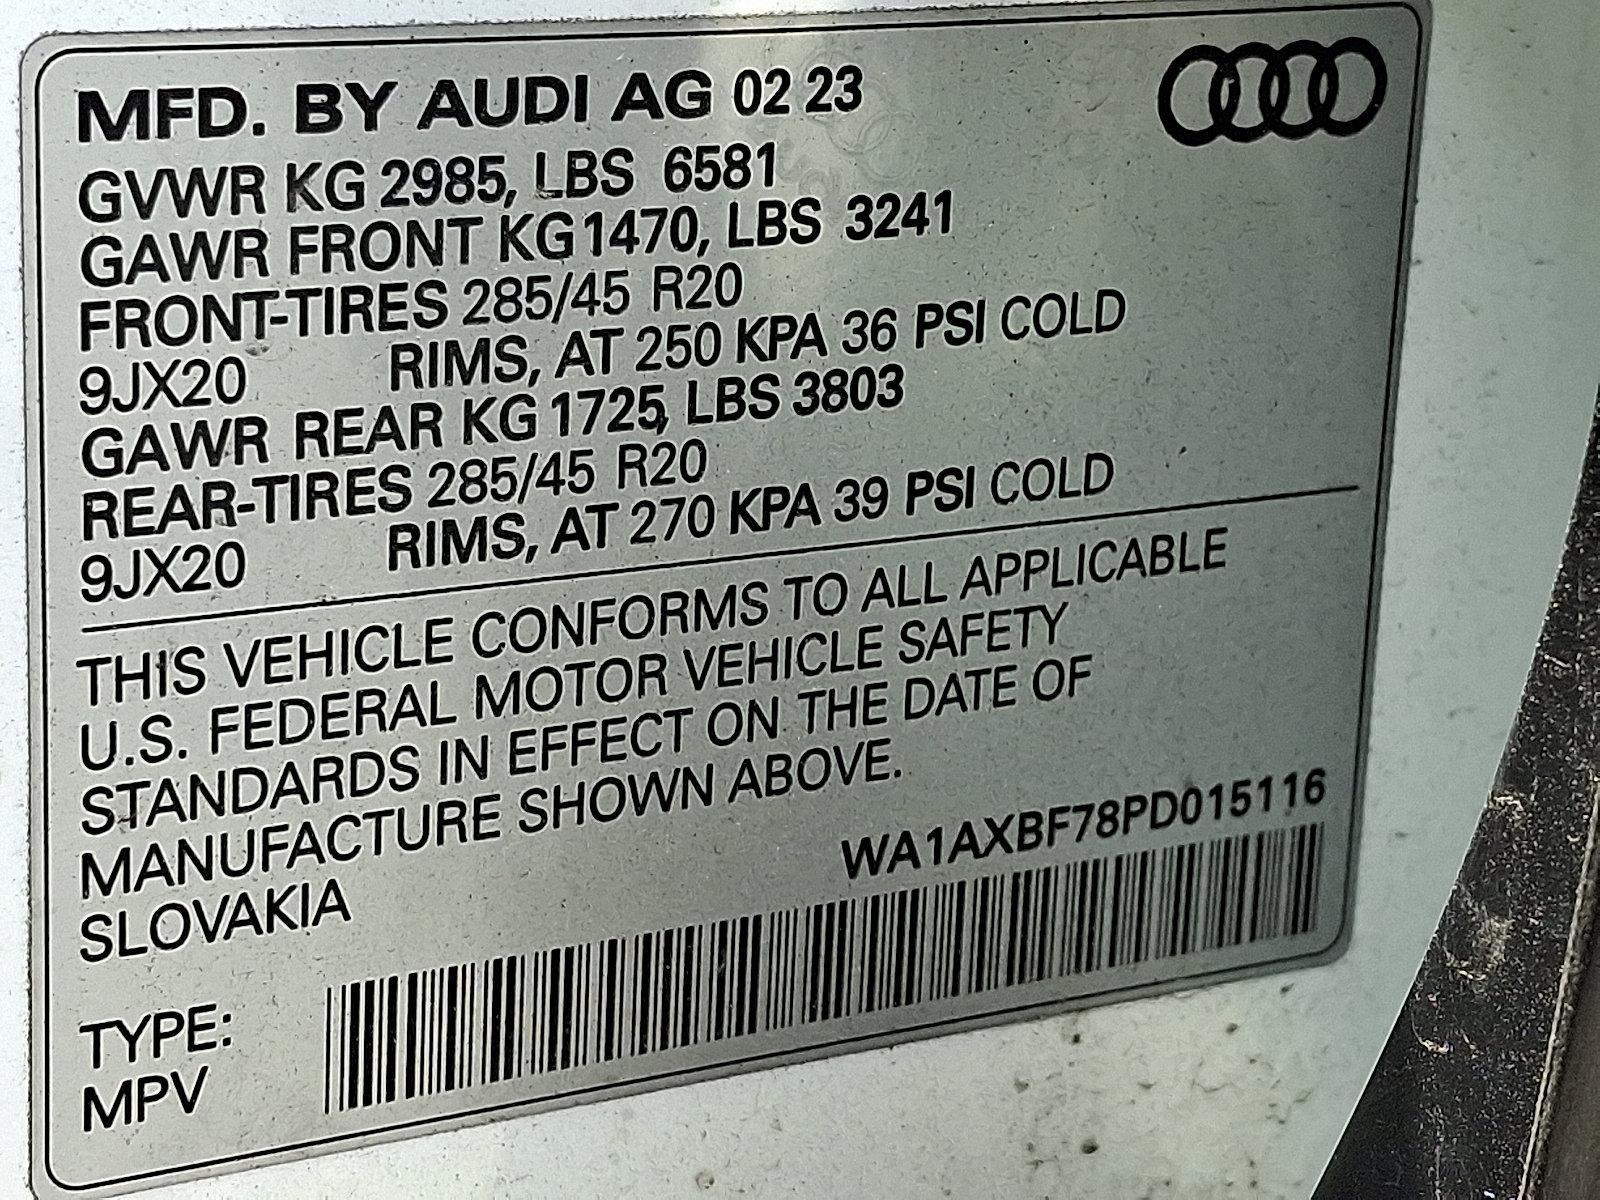 MFD. BY AUDI AG 02 23
GVWR KG 2985, LBS 6581
GAWR FRONT KG 1470, LBS 3241
FRONT-TIRES 285/45 R20
9JX20 RIMS, AT 250 KPA 36 PSI COLD
GAWR REAR KG 1725, LBS 3803
REAR-TIRES 285/45 R20
9JX20 RIMS, AT 270 KPA 39 PSI COLD
THIS VEHICLE CONFORMS TO ALL APPLICABLE
U.S. FEDERAL MOTOR VEHICLE SAFETY
STANDARDS IN EFFECT ON THE DATE OF
MANUFACTURE SHOWN ABOVE.
SLOVAKIA
WA1AXBF78PD015116
TYPE:
MPV